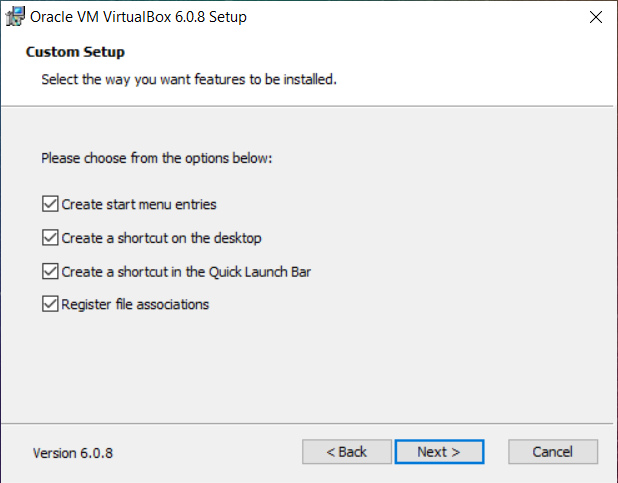 Oracle VM VirtualBox 6.0.8 Setup
Custom Setup
Select the way you want features to be installed.
Please choose from the options below:
Create start menu entries
Create a shortcut on the desktop
Create a shortcut in the Quick Launch Bar
Register file associations
Version 6.0.8
< Back
Next >
Cancel